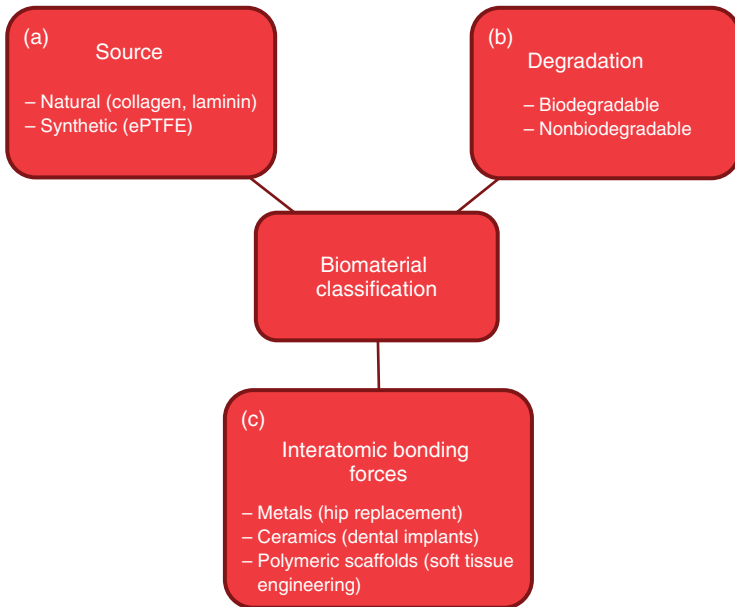 (a)
Source
– Natural (collagen, laminin)
– Synthetic (ePTFE)
(b)
Degradation
– Biodegradable
– Nonbiodegradable
Biomaterial
classification
(c)
Interatomic bonding
forces
– Metals (hip replacement)
– Ceramics (dental implants)
– Polymeric scaffolds (soft tissue
engineering)